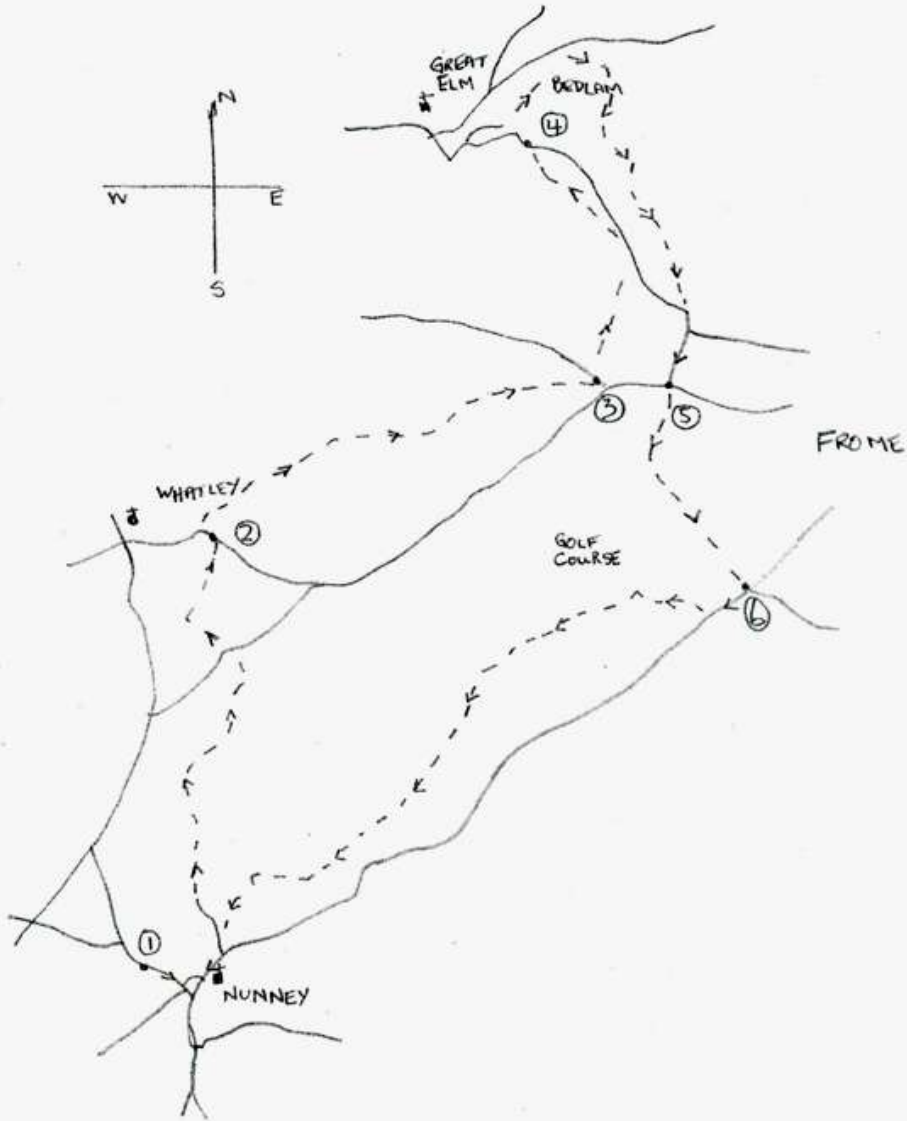 GREAT
ELM
BEDLAM
④
N
W
E
S
③
⑤
FROME
WHATLEY
②
GOLF
COURSE
⑥
①
NUNNEY